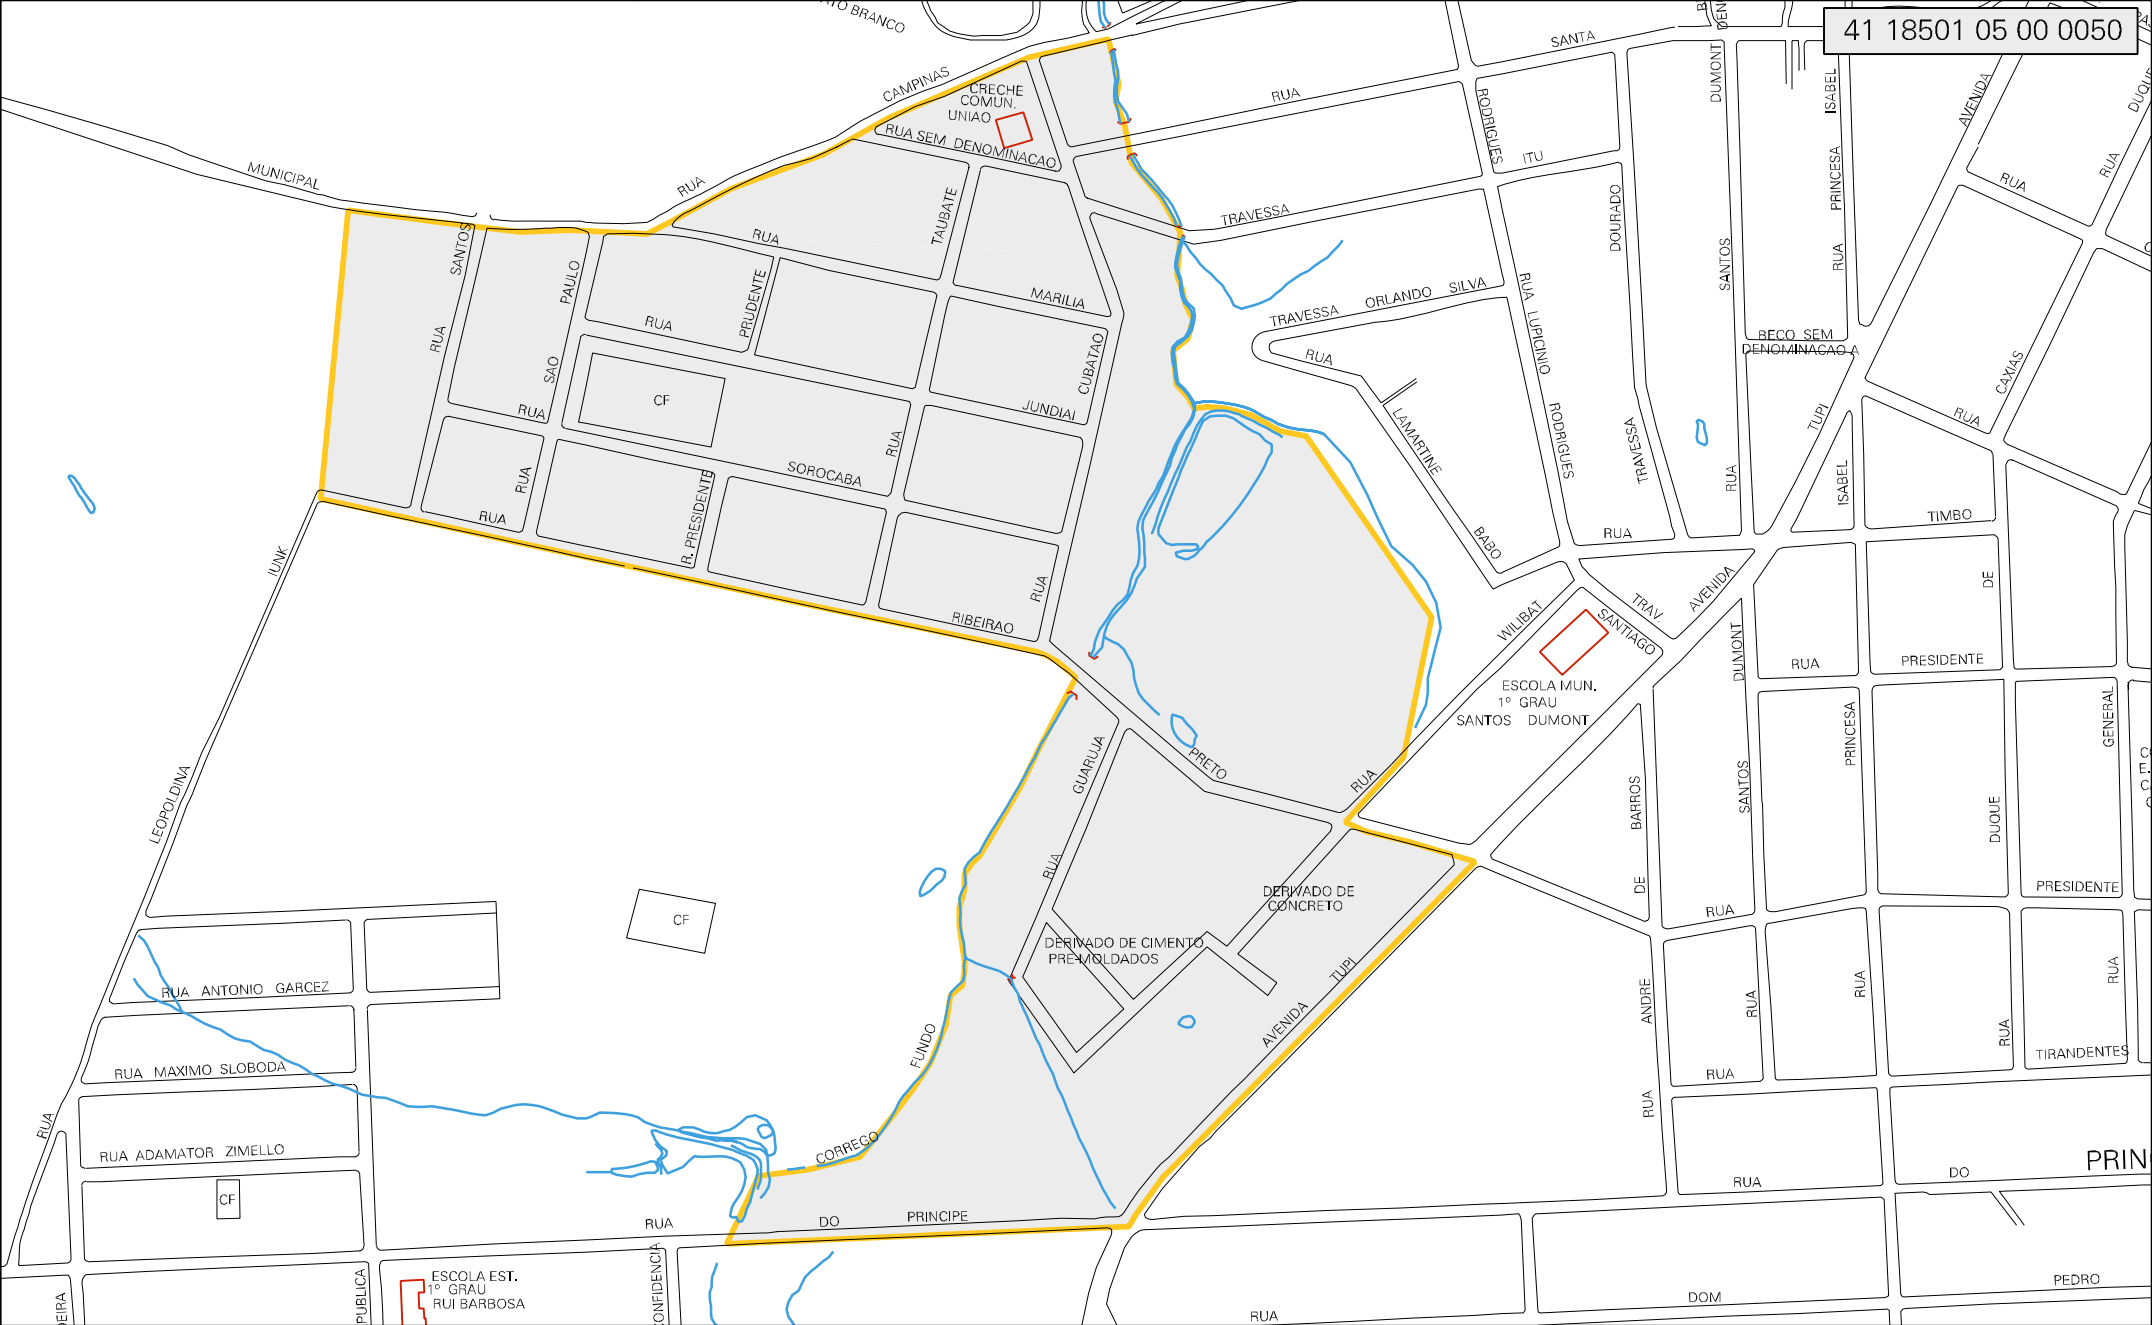 41 18501 05 00 0050
BRANCO
SANTA
CAMPINAS
CRECHE
COMUN.
UNIAO
RUA
RUA SEM DENOMINACAO
MUNICIPAL
RUA
RODRIGUES
ITU
DUMONT
ISABEL
AVENIDA
RUA
RUA
PRINCESA
DOURADO
TAUBATE
TRAVESSA
RUA
SANTOS
PAULO
PRUDENTE
MARILIA
RUA
SANTOS
RUA
TRAVESSA ORLANDO SILVA
RUA LUPICINIO
RUA
RUA
SAO
CUBATAO
RUA
BECO SEM
DENOMINACAO A
CAXIAS
CF
RUA
JUNDIAI
LAMARTINE
RODRIGUES
TRAVESSA
TUPI
RUA
RUA
RUA
SOROCABA
RUA
ISABEL
RUA
R. PRESIDENTE
BABO
RUA
TIMBO
IUNK
RUA
RIBEIRAO
WILIBAT
TRAV.
SANTIAGO
AVENIDA
DE
DUMONT
RUA
PRESIDENTE
ESCOLA MUN.
1º GRAU
SANTOS DUMONT
PRINCESA
GENERAL
GUARUJA
PRETO
RUA
LEOPOLDINA
BARROS
SANTOS
DUQUE
RUA
DE
DERIVADO DE
CONCRETO
PRESIDENTE
RUA
CF
DERIVADO DE CIMENTO
PRE-MOLDADOS
TUPI
AVENIDA
RUA ANTONIO GARCEZ
ANDRE
RUA
RUA
RUA
RUA
FUNDO
TIRANDENTES
RUA MAXIMO SLOBODA
RUA
RUA
RUA
CORREGO
RUA ADAMATOR ZIMELLO
PRIN
DO
RUA
CF
RUA
DO
PRINCIPE
ESCOLA EST.
1º GRAU
RUI BARBOSA
PEDRO
DOM
RUA